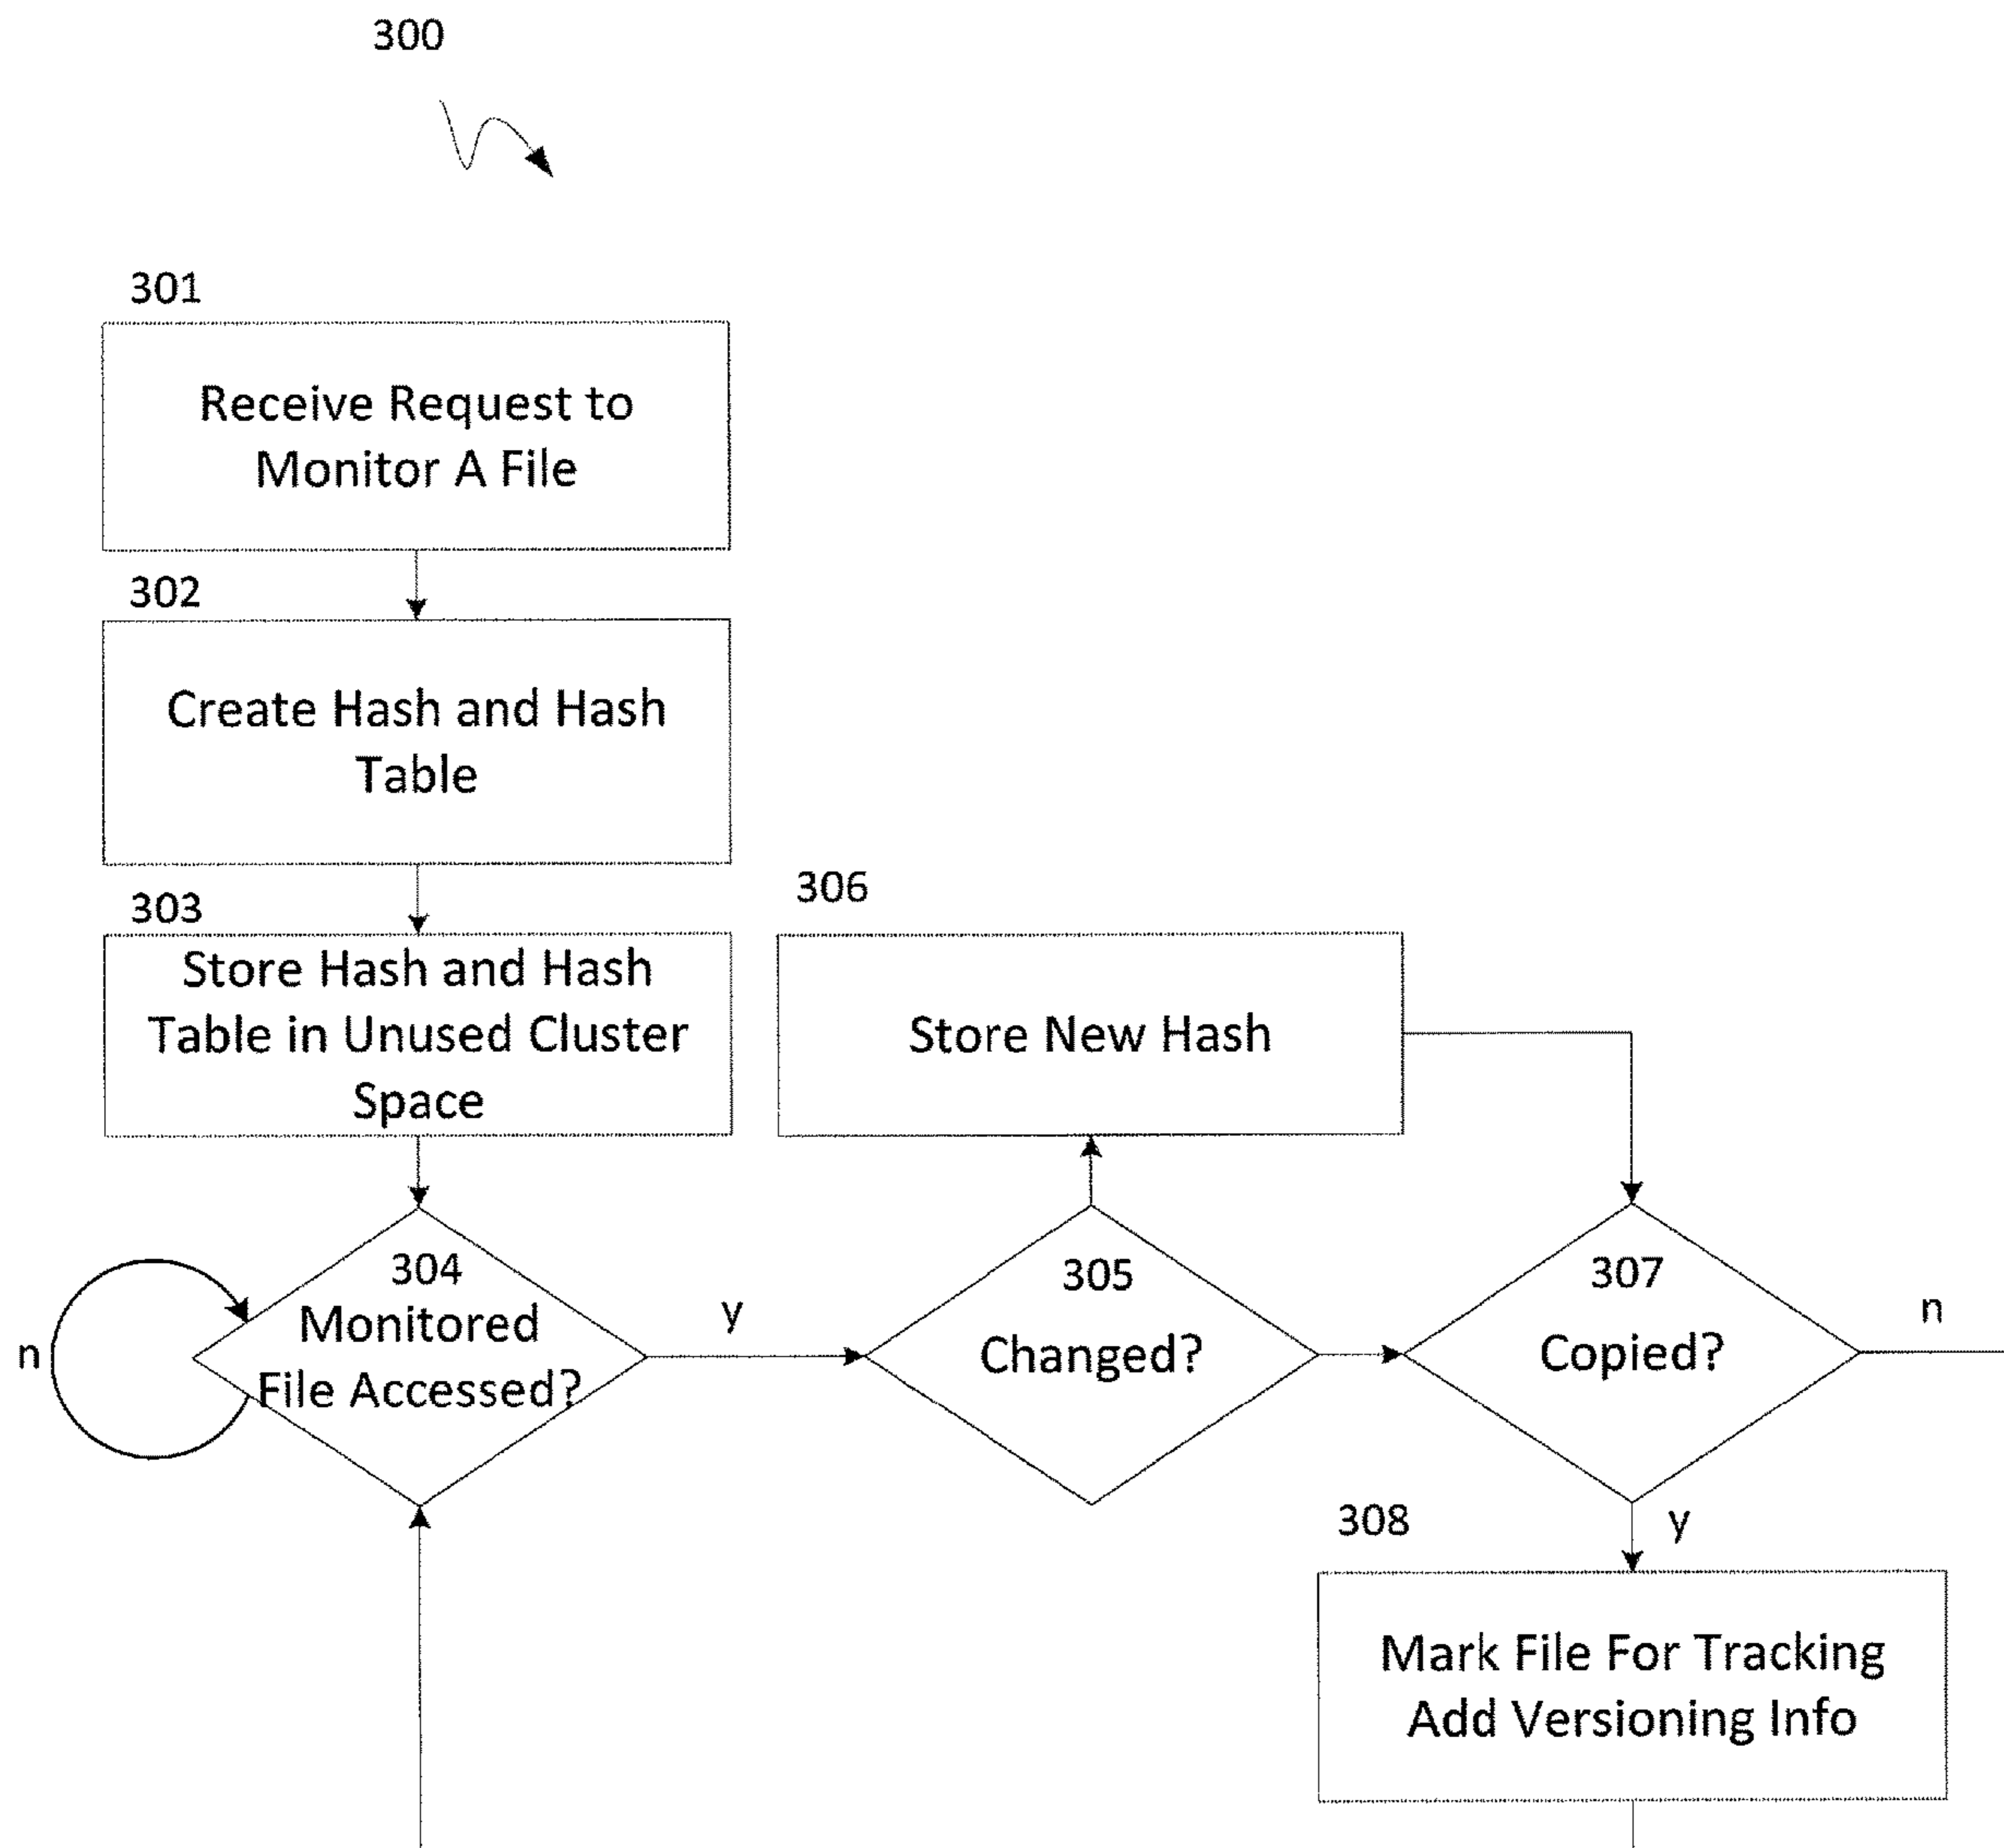 300
301
Receive Request to
Monitor A File
302
Create Hash and Hash
Table
303
Store Hash and Hash
Table in Unused Cluster
Space
306
Store New Hash
304
Monitored
File Accessed?
n
y
305
Changed?
307
Copied?
n
y
308
Mark File For Tracking
Add Versioning Info